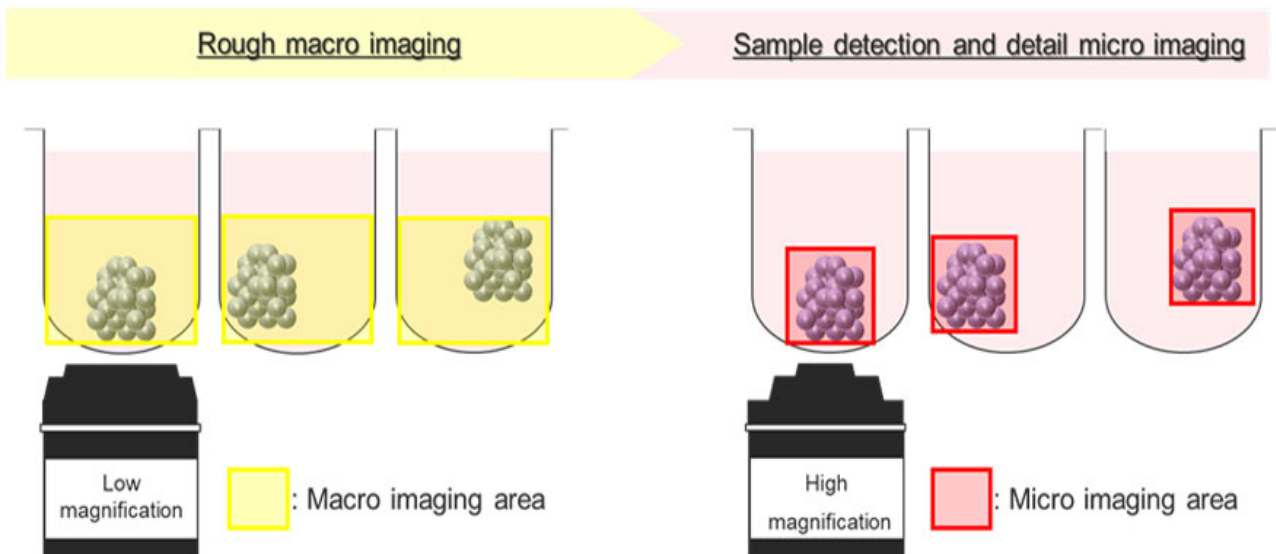 Rough macro imaging
Sample detection and detail micro imaging
Low
magnification
: Macro imaging area
High
magnification
: Micro imaging area